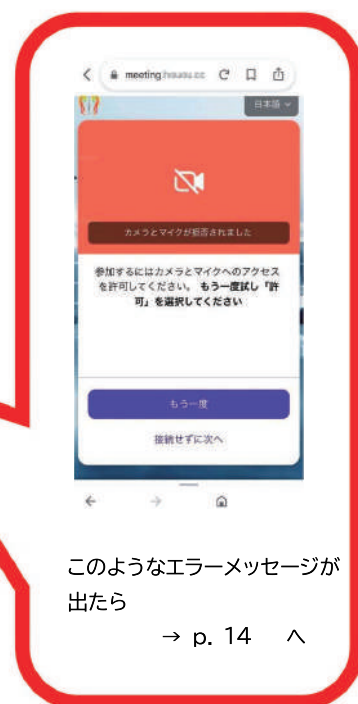 meeting.
日本語
カメラとマイクが拒否されました
参加するにはカメラとマイクへのアクセス
を許可してください。もう一度試し「許
可」を選択してください
もう一度
接続せずに次へ
このようなエラーメッセージが
出たら
→ p. 14 へ